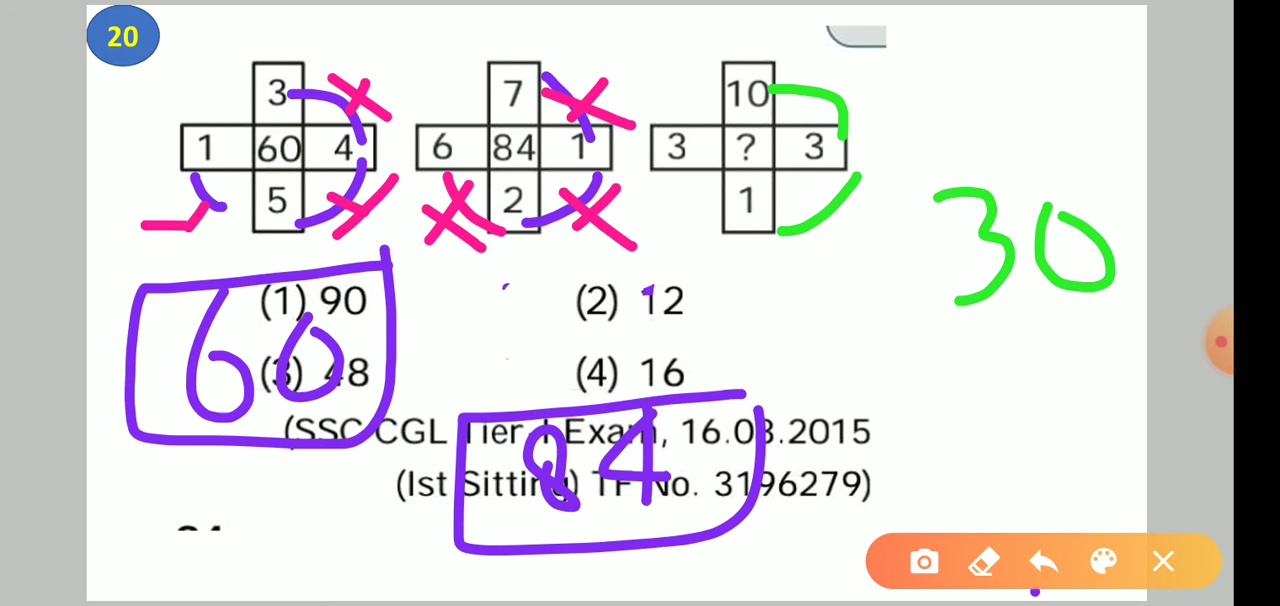 20
3 7 10
1 60 4 6 84 1 3 ? 3
5 2 1
30
(1) 90 (2) 12
(3) 48 (4) 16
60
(SSC CGL Tier-I Exam, 16.08.2015
84
(Ist Sitting) TF No. 3196279)